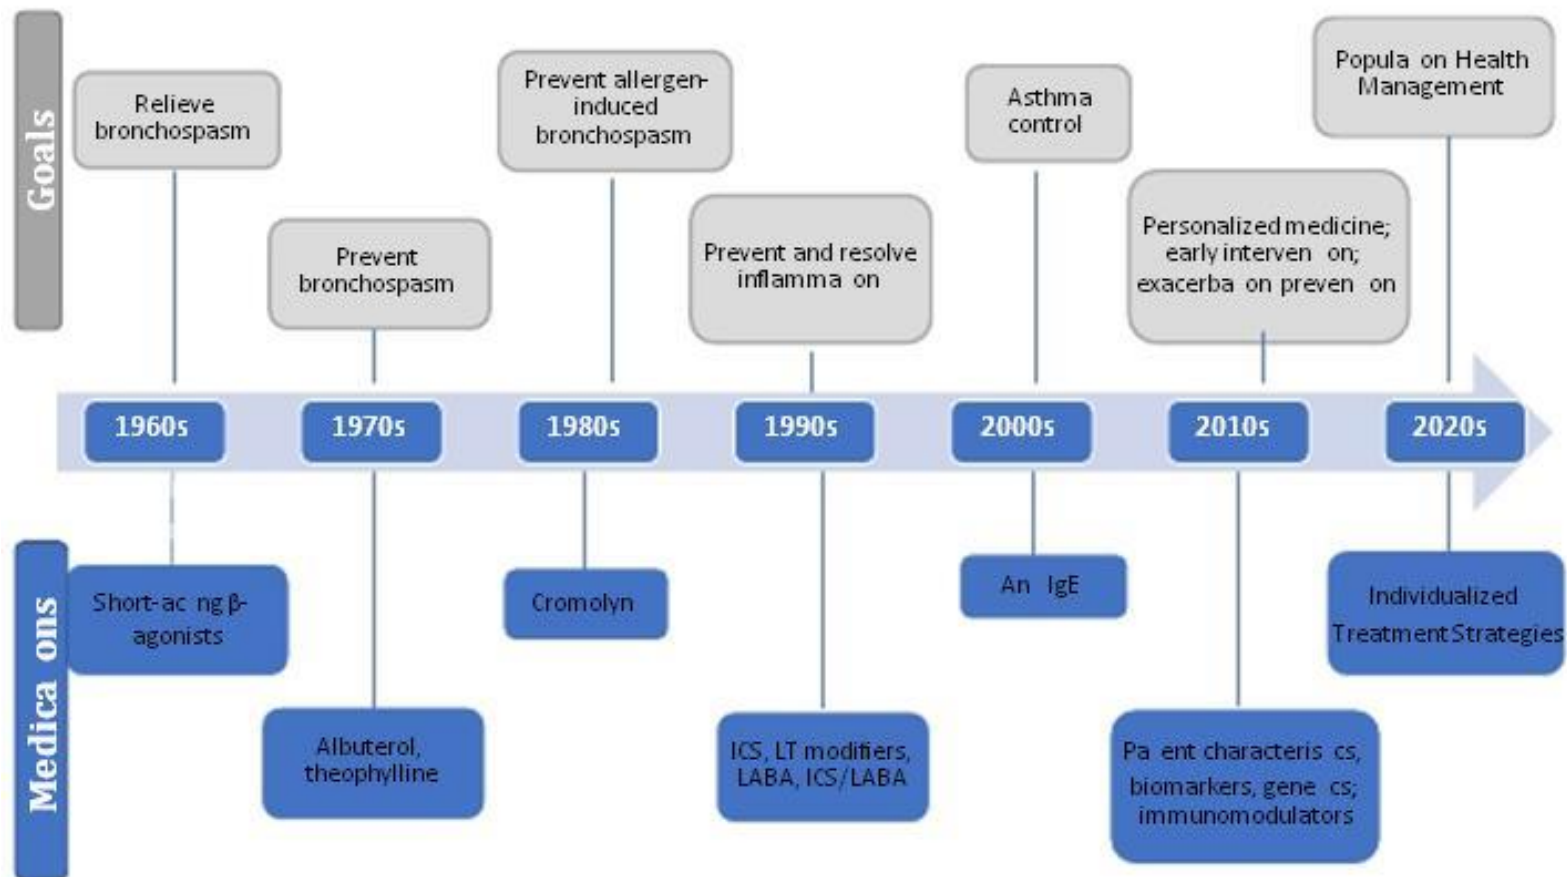 Goals
Relieve
bronchospasm
Prevent
bronchospasm
Prevent allergen-
induced
bronchospasm
Prevent and resolve
inflamma on
Asthma
control
Personalized medicine;
early interven on;
exacerba on preven on
Popula on Health
Management
1960s
1970s
1980s
1990s
2000s
2010s
2020s
Medica ons
Short-ac ng β-
agonists
Albuterol,
theophylline
Cromolyn
ICS, LT modifiers,
LABA, ICS/LABA
An IgE
Pa ent characteris cs,
biomarkers, gene cs;
immunomodulators
Individualized
Treatment Strategies